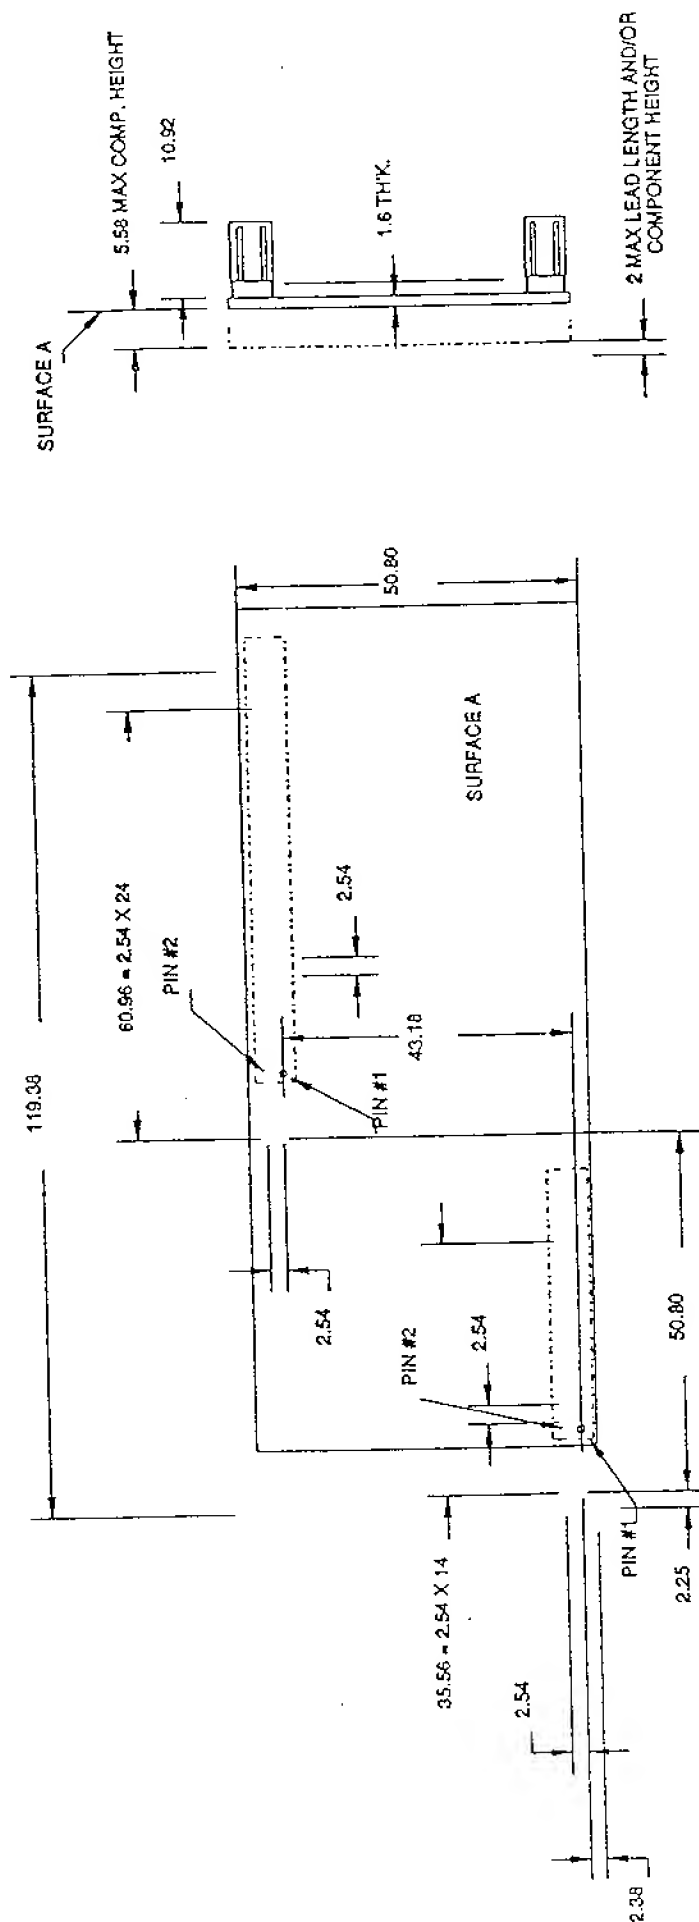 SURFACE A
5.58 MAX COMP. HEIGHT
10.92
1.6 TH'K.
2 MAX LEAD LENGTH AND/OR
COMPONENT HEIGHT
119.38
60.96 = 2.54 X 24
PIN #2
2.54
50.80
SURFACE A
43.18
PIN #1
2.54
PIN #2
2.54
35.56 = 2.54 X 14
2.54
2.38
PIN #1
2.25
50.80